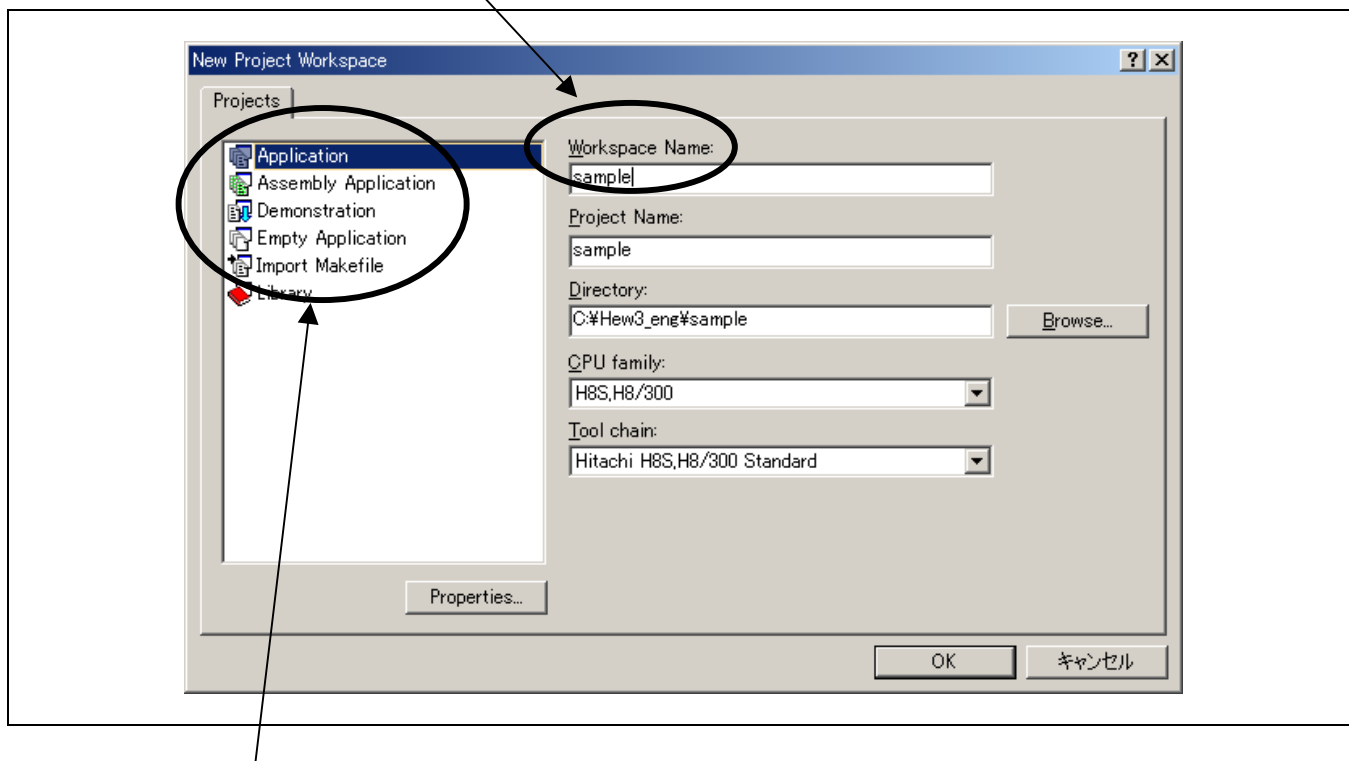 New Project Workspace
Projects
Application
Assembly Application
Demonstration
Empty Application
Import Makefile
Library
Workspace Name:
sample
Project Name:
sample
Directory:
C:¥Hew3_eng¥sample
Browse...
CPU family:
H8S,H8/300
Tool chain:
Hitachi H8S,H8/300 Standard
Properties...
OK
キャンセル